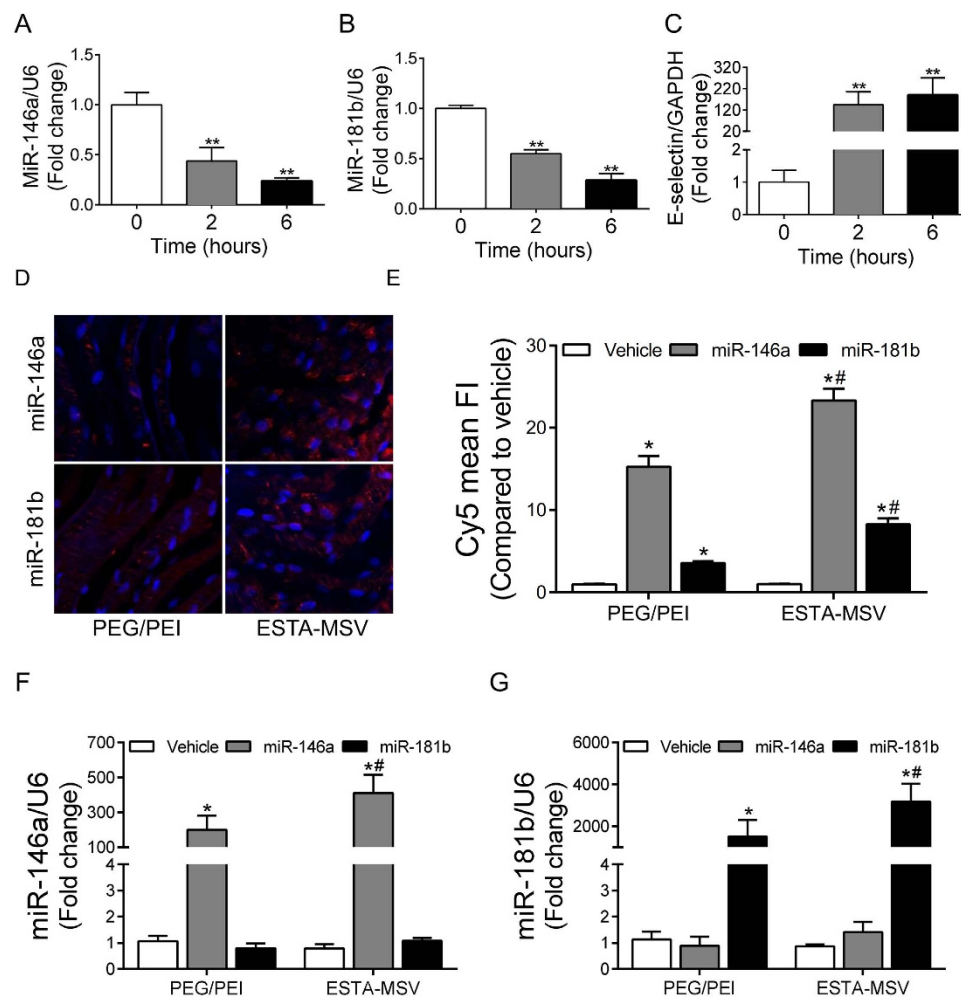 A
MiR-146a/U6
(Fold change)
1.5
1.0
0.5
0.0
**
**
0 2 6
Time (hours)
B
MiR-181b/U6
(Fold change)
1.5
1.0
0.5
0.0
**
**
0 2 6
Time (hours)
C
E-selectin/GAPDH
(Fold change)
320
220
120
20
2
1
0
**
**
0 2 6
Time (hours)
D
miR-146a
miR-181b
PEG/PEI ESTA-MSV
E
Cy5 mean FI
(Compared to vehicle)
30
20
10
0
Vehicle miR-146a miR-181b
*
*
*#
*#
PEG/PEI ESTA-MSV
F
miR-146a/U6
(Fold change)
700
500
300
100
4
3
2
1
0
Vehicle miR-146a miR-181b
*
*#
PEG/PEI ESTA-MSV
G
miR-181b/U6
(Fold change)
6000
4000
2000
4
3
2
1
0
Vehicle miR-146a miR-181b
*
*#
PEG/PEI ESTA-MSV